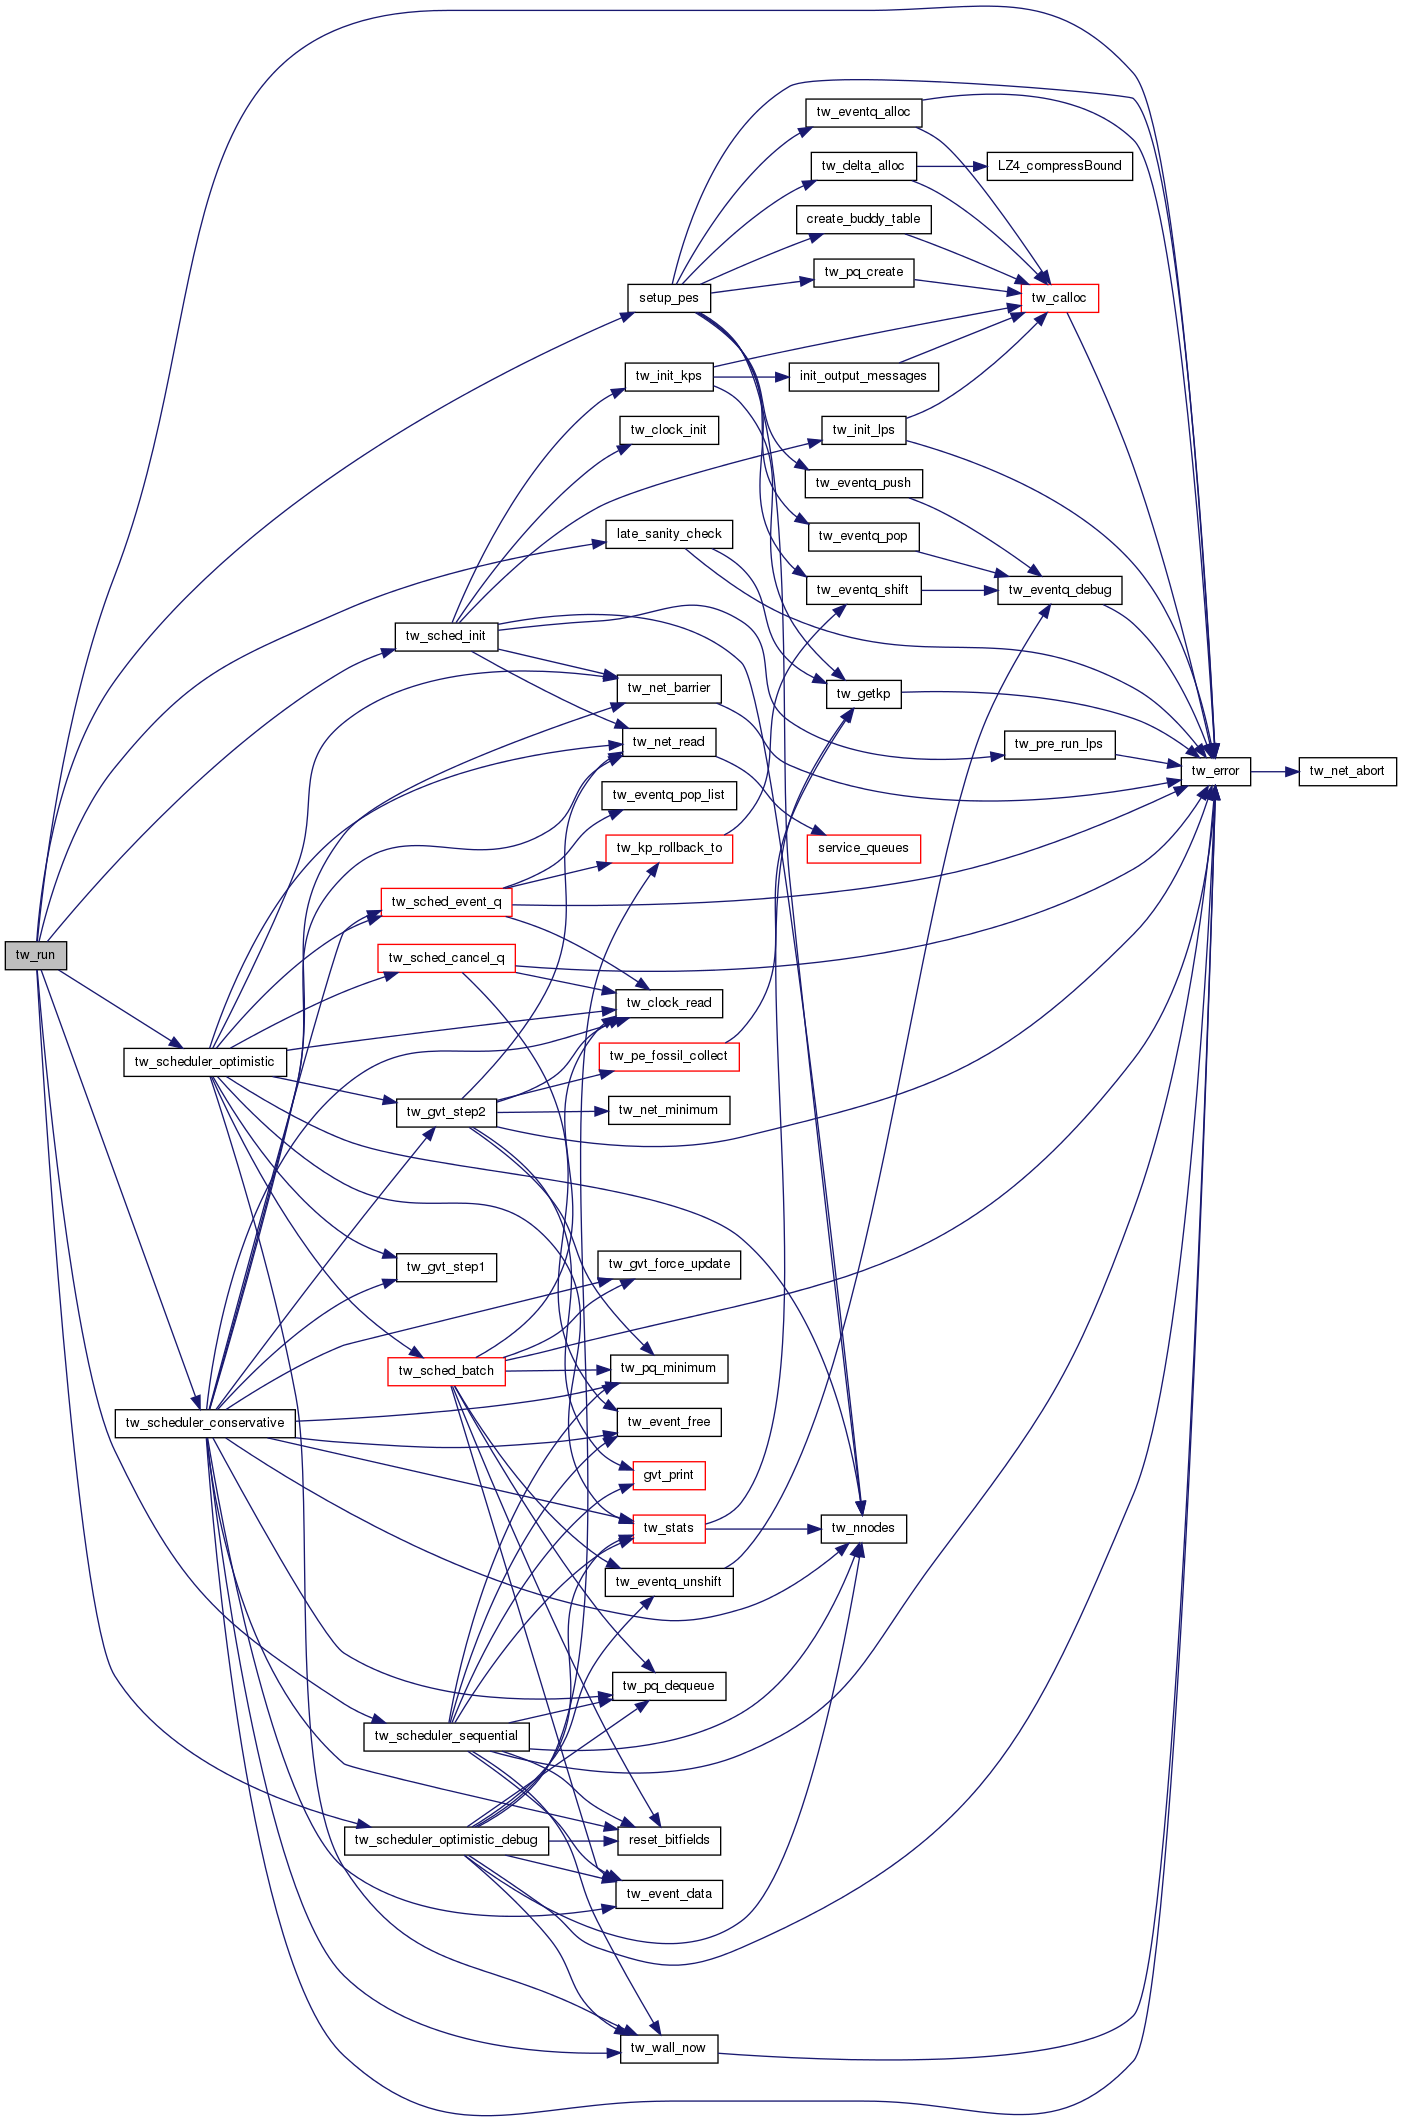 tw_eventq_alloc
tw_delta_alloc
LZ4_compressBound
create_buddy_table
tw_pq_create
setup_pes
tw_calloc
tw_init_kps
init_output_messages
tw_clock_init
tw_init_lps
tw_eventq_push
late_sanity_check
tw_eventq_pop
tw_eventq_shift
tw_eventq_debug
tw_sched_init
tw_net_barrier
tw_getkp
tw_net_read
tw_pre_run_lps
tw_error
tw_net_abort
tw_eventq_pop_list
tw_kp_rollback_to
service_queues
tw_sched_event_q
tw_run
tw_sched_cancel_q
tw_clock_read
tw_scheduler_optimistic
tw_pe_fossil_collect
tw_gvt_step2
tw_net_minimum
tw_gvt_step1
tw_gvt_force_update
tw_sched_batch
tw_pq_minimum
tw_scheduler_conservative
tw_event_free
gvt_print
tw_stats
tw_nnodes
tw_eventq_unshift
tw_pq_dequeue
tw_scheduler_sequential
tw_scheduler_optimistic_debug
reset_bitfields
tw_event_data
tw_wall_now